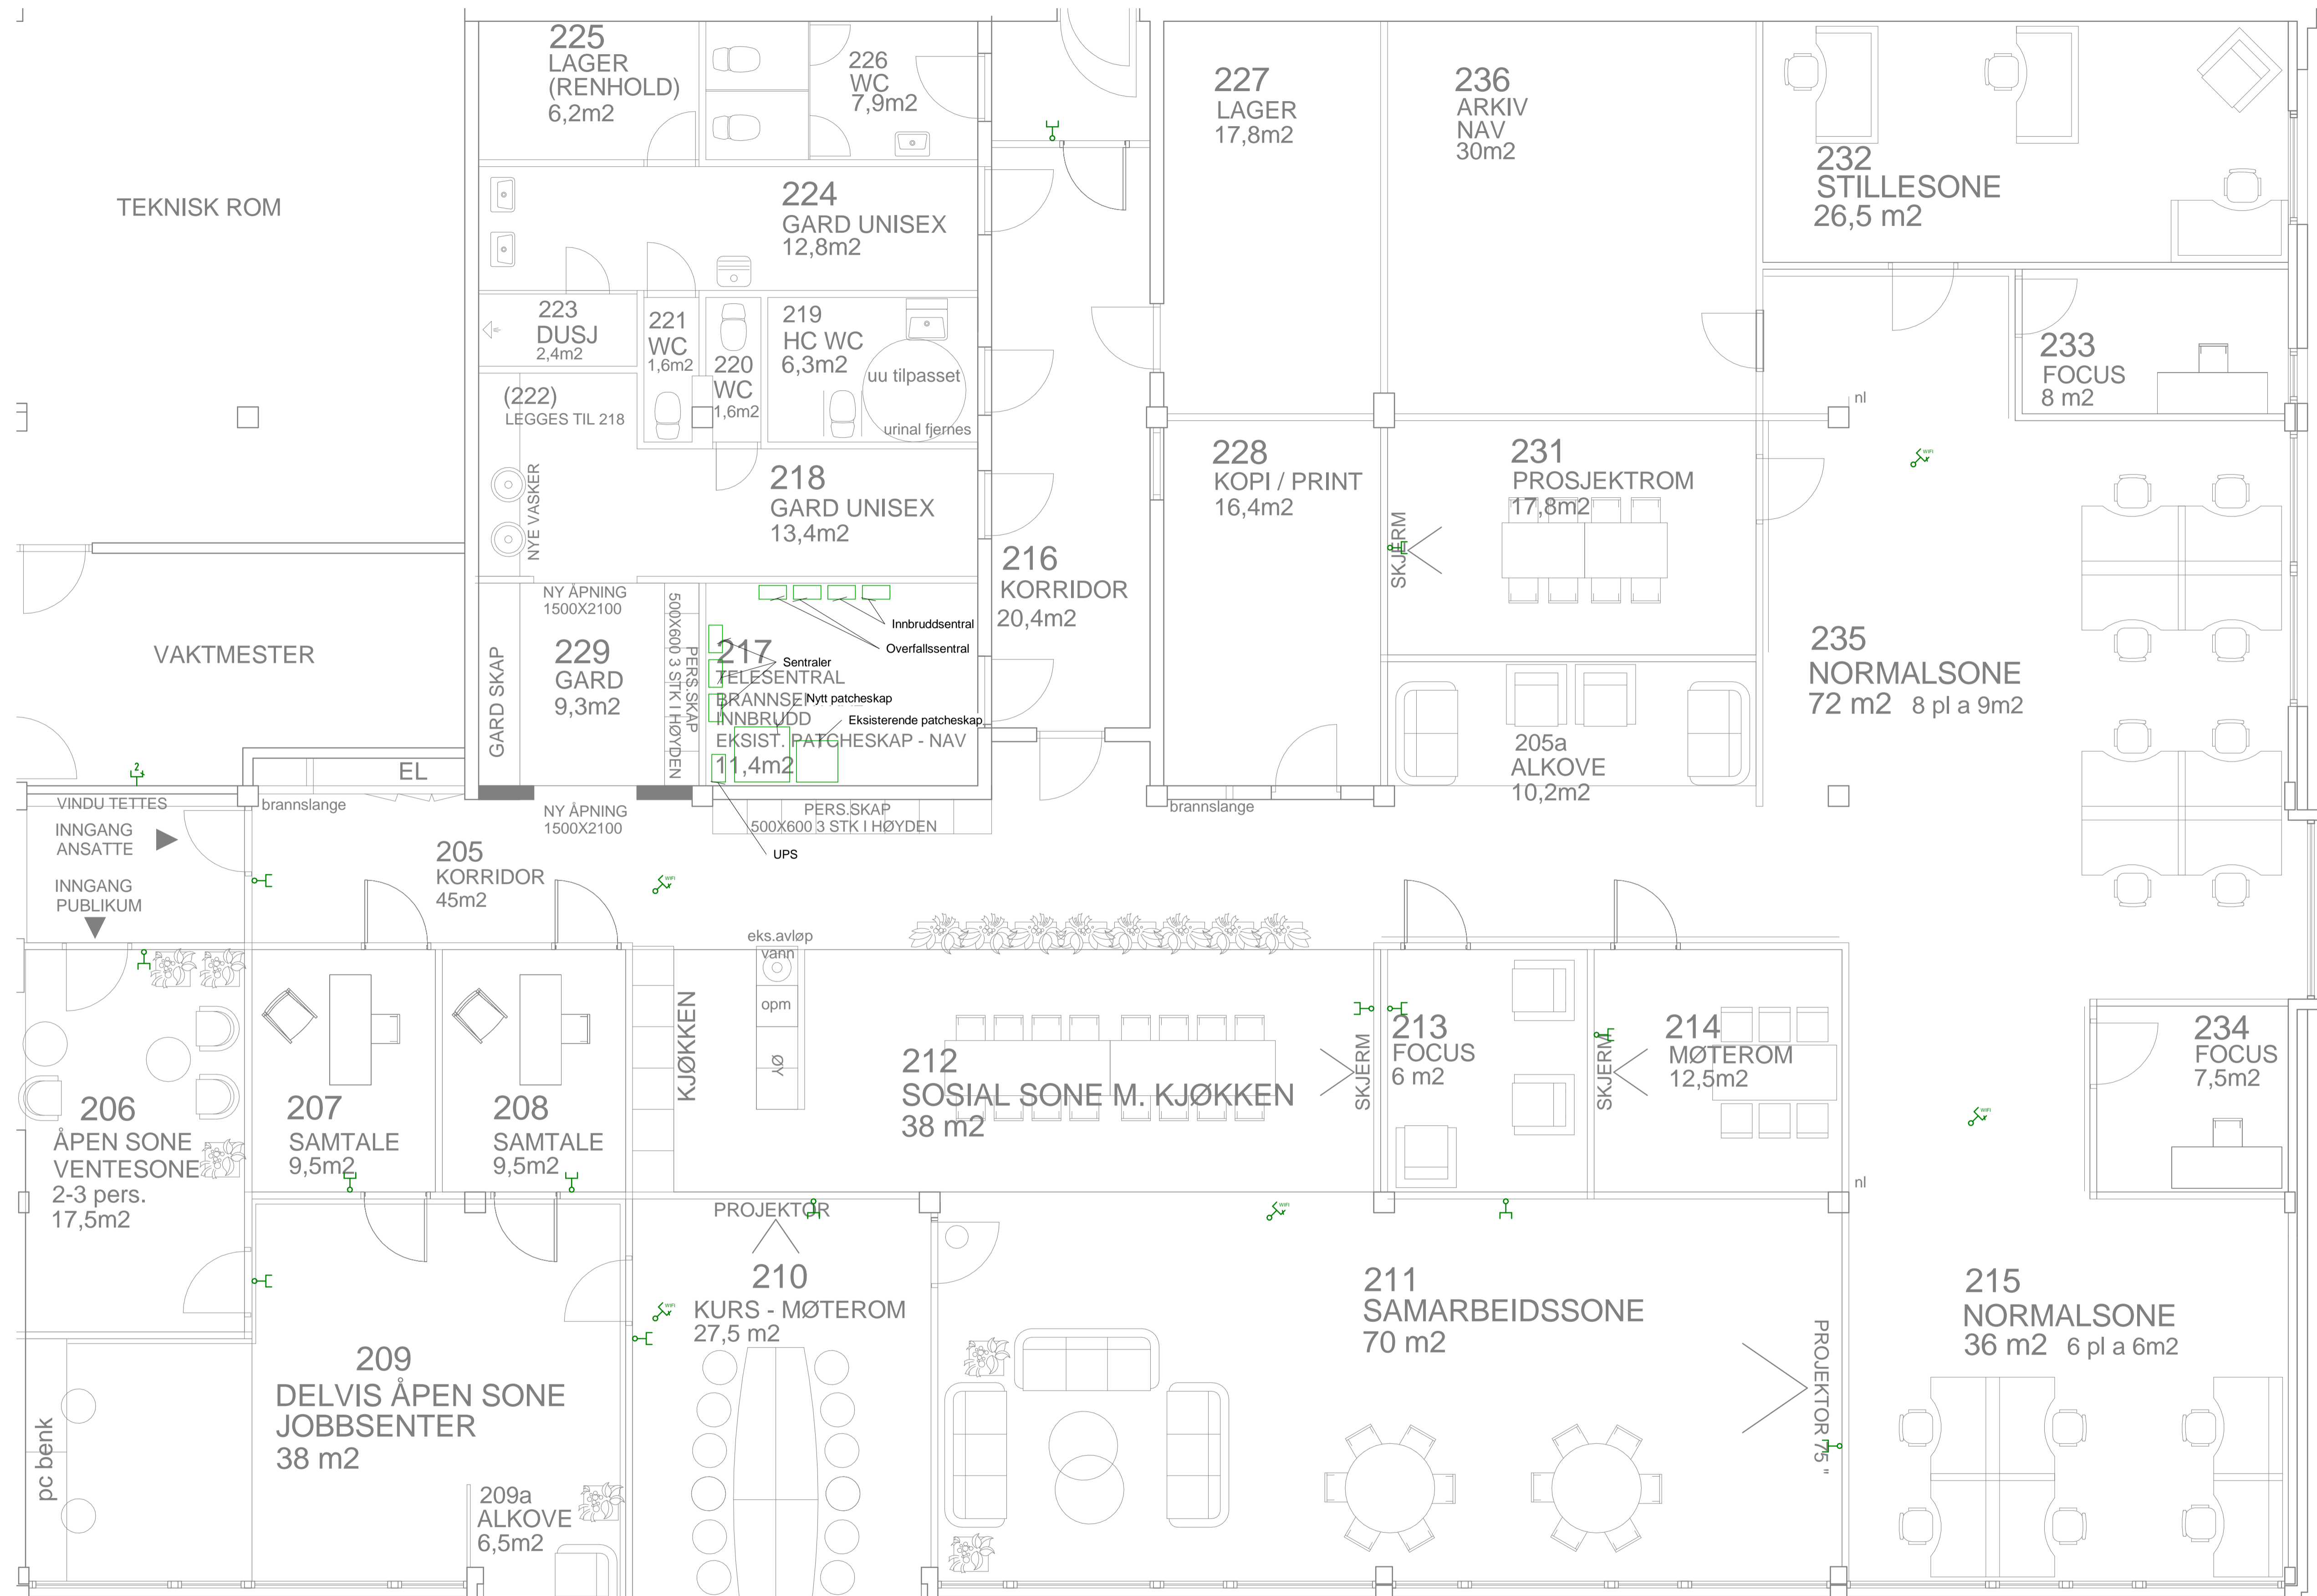 225
LAGER
(RENHOLD)
6,2m2
226
WC
7,9m2
227
LAGER
17,8m2
236
ARKIV
NAV
30m2
232
STILLESONE
26,5 m2
TEKNISK ROM
224
GARD UNISEX
12,8m2
223
DUSJ
2,4m2
221
WC
1,6m2
220
WC
1,6m2
219
HC WC
6,3m2
uu tilpasset
urinal fjernes
233
FOCUS
8 m2
nl
(222)
LEGGES TIL 218
NYE VASKER
218
GARD UNISEX
13,4m2
228
KOPI / PRINT
16,4m2
231
PROSJEKTROM
17,8m2
SKJERM
WIFI
216
KORRIDOR
20,4m2
NY ÅPNING
1500X2100
229
GARD
9,3m2
GARD SKAP
500X600 3 STK I HØYDEN
PERS.SKAP
217
TELESENTRAL
INNBRUDD
EKSIST. PATCHESKAP - NAV
11,4m2
Innbruddsentral
Overfallssentral
Sentraler
Nytt patcheskap
Eksisterende patcheskap
VAKTMESTER
235
NORMALSONE
72 m2 8 pl a 9m2
205a
ALKOVE
10,2m2
2
EL
VINDU TETTES
brannslange
NY ÅPNING
1500X2100
PERS.SKAP
500X600 3 STK I HØYDEN
UPS
brannslange
INNGANG
ANSATTE
INNGANG
PUBLIKUM
205
KORRIDOR
45m2
WIFI
eks.avløp
vann
opm
ØY
KJØKKEN
206
ÅPEN SONE
VENTESONE
2-3 pers.
17,5m2
207
SAMTALE
9,5m2
208
SAMTALE
9,5m2
212
SOSIAL SONE M. KJØKKEN
38 m2
SKJERM
213
FOCUS
6 m2
SKJERM
214
MØTEROM
12,5m2
WIFI
234
FOCUS
7,5m2
nl
PROJEKTOR
WIFI
210
KURS - MØTEROM
27,5 m2
WIFI
211
SAMARBEIDSSONE
70 m2
PROJEKTOR 75 "
215
NORMALSONE
36 m2 6 pl a 6m2
209
DELVIS ÅPEN SONE
JOBBSENTER
38 m2
pc benk
209a
ALKOVE
6,5m2